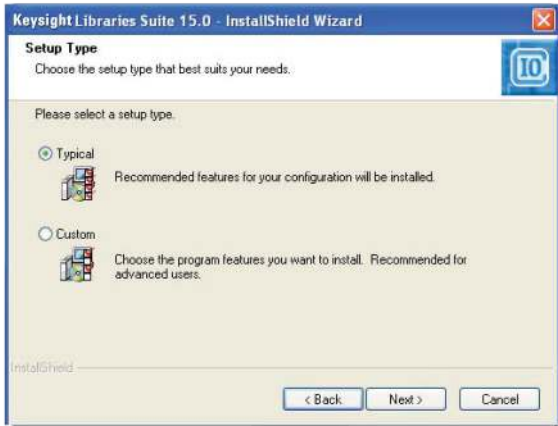 Keysight Libraries Suite 15.0 - InstallShield Wizard
Setup Type
Choose the setup type that best suits your needs.
IO
Please select a setup type.
Typical
Recommended features for your configuration will be installed.
Custom
Choose the program features you want to install. Recommended for
advanced users.
InstallShield
< Back
Next >
Cancel